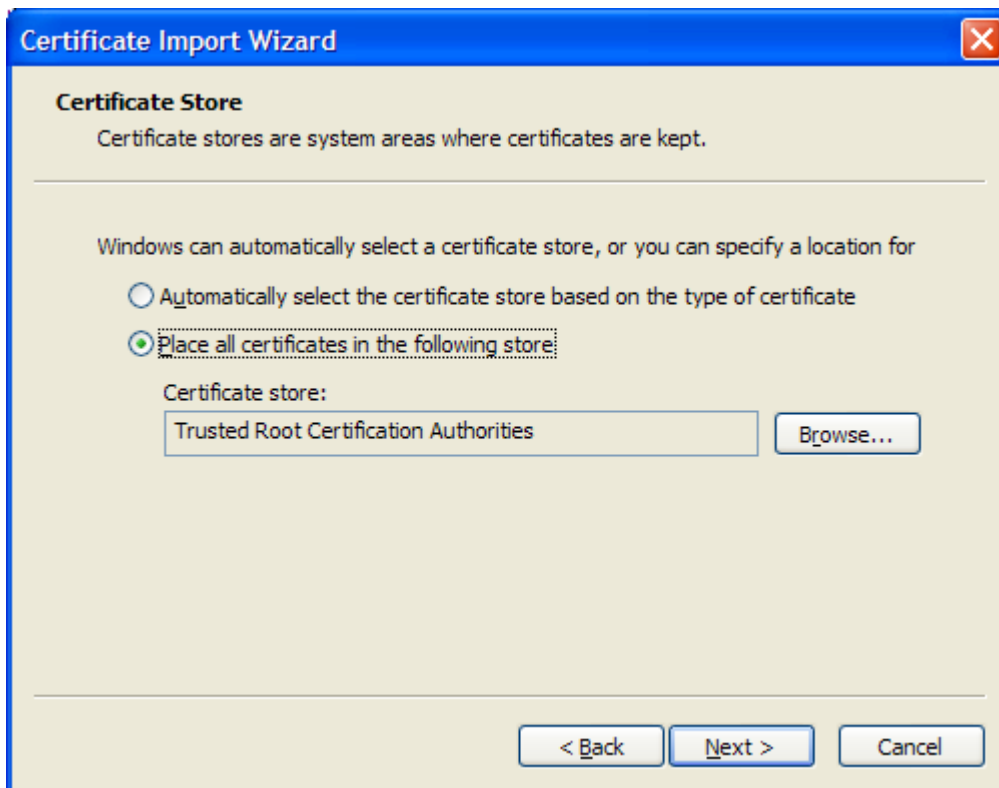 Certificate Import Wizard
Certificate Store
Certificate stores are system areas where certificates are kept.
Windows can automatically select a certificate store, or you can specify a location for
Automatically select the certificate store based on the type of certificate
Place all certificates in the following store
Certificate store:
Trusted Root Certification Authorities
Browse...
< Back
Next >
Cancel